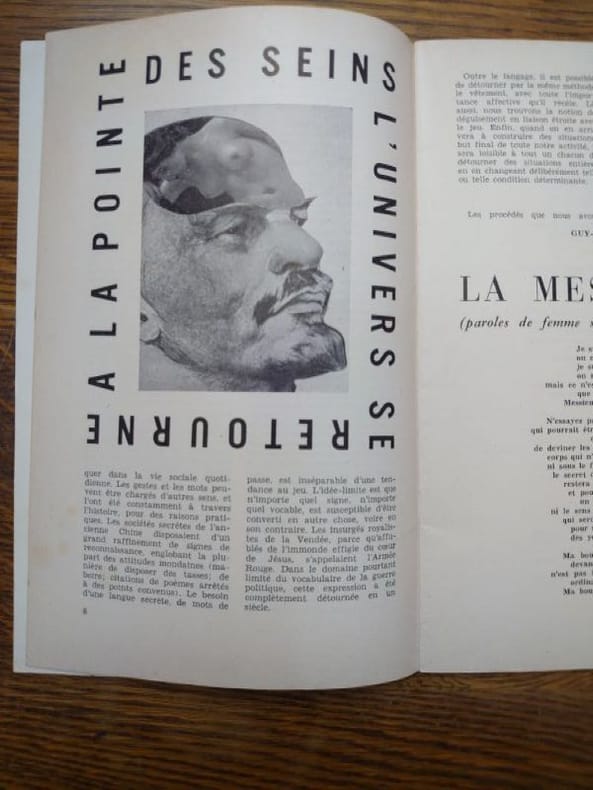 A LA POINTE
DES SEINS
L'UNIVERS SE
RETOURNE
quer dans la vie sociale quoti-
dienne. Les gestes et les mots peu-
vent être chargés d'autres sens, et
l'ont été constamment à travers
l'histoire, pour des raisons prati-
ques. Les sociétés secrètes de l'an-
cienne Chine disposaient d'un
grand raffinement de signes de
reconnaissance, englobant la plu-
part des attitudes mondaines (ma-
nière de disposer des tasses; de
boire; citations de poèmes arrêtés
à des points convenus). Le besoin
d'une langue secrète, de mots de
6
passe, est inséparable d'une ten-
dance au jeu. L'idée-limite est que
n'importe quel signe, n'importe
quel vocable, est susceptible d'être
converti en autre chose, voire en
son contraire. Les insurgés royalis-
tes de la Vendée, parce qu'affu-
blés de l'immonde effigie du cœur
de Jésus, s'appelaient l'Armée
Rouge. Dans le domaine pourtant
limité du vocabulaire de la guerre
politique, cette expression a été
complètement détournée en un
siècle.
Outre le langage, il est possible
de détourner par la même méthode
le vêtement, avec toute l'impor-
tance affective qu'il recèle. Là
aussi, nous trouvons la notion de
déguisement en liaison étroite avec
le jeu. Enfin, quand on en arri
vera à construire des situations
but final de toute notre activité,
sera loisible à tout un chacun de
détourner des situations entières
en en changeant délibérément telle
ou telle condition déterminante.
Les procédés que nous avo
GUY-
LA MES
(paroles de femme s
Je s
on
je s
on
mais ce n'es
que
Messieu
N'essayez p
qui pourrait êtr
de deviner les
corps qui n'
ni sous le f
le secret
restera
et pou
en
ni le sens
qui ser
pour
des y
Ma bou
devan
n'est pas
ordin
Ma bou